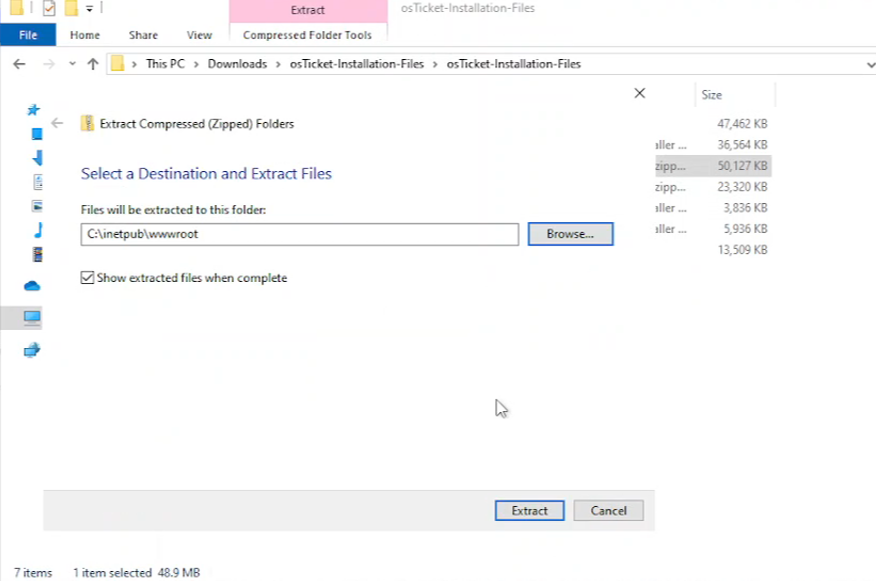 Extract osTicket-Installation-Files
File Home Share View Compressed Folder Tools
This PC > Downloads > osTicket-Installation-Files > osTicket-Installation-Files
Size
Extract Compressed (Zipped) Folders 47,462 KB
aller ... 36,564 KB
zipp... 50,127 KB
Select a Destination and Extract Files
zipp... 23,320 KB
Files will be extracted to this folder:
aller ... 3,836 KB
C:\inetpub\wwwroot Browse...
aller ... 5,936 KB
13,509 KB
Show extracted files when complete
Extract Cancel
7 items 1 item selected 48.9 MB